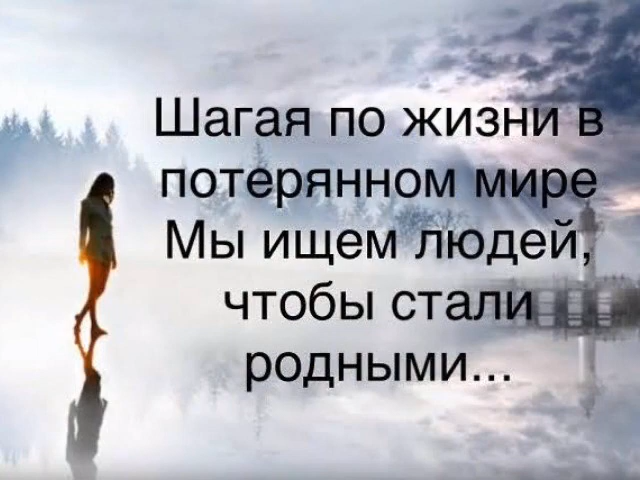 Шагая по жизни в
потерянном мире
Мы ищем людей,
чтобы стали
родными...